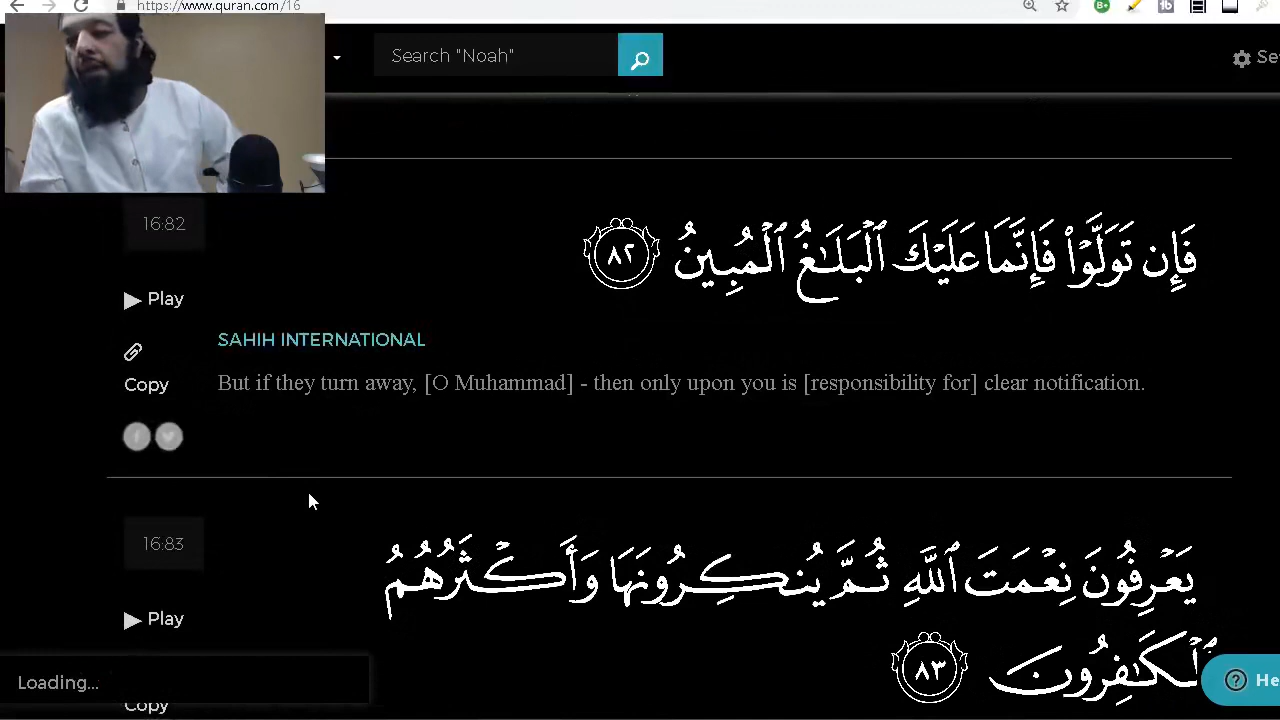 https://www.quran.com/16
Search "Noah"
16:82
فَإِن تَوَلَّوْا۟ فَإِنَّمَا عَلَيْكَ ٱلْبَلَـٰغُ ٱلْمُبِينُ ٨٢
Play
SAHIH INTERNATIONAL
Copy
But if they turn away, [O Muhammad] - then only upon you is [responsibility for] clear notification.
16:83
يَعْرِفُونَ نِعْمَتَ ٱللَّهِ ثُمَّ يُنكِرُونَهَا وَأَكْثَرُهُمُ
Play
ٱلْكَـٰفِرُونَ ٨٣
Loading...
Copy